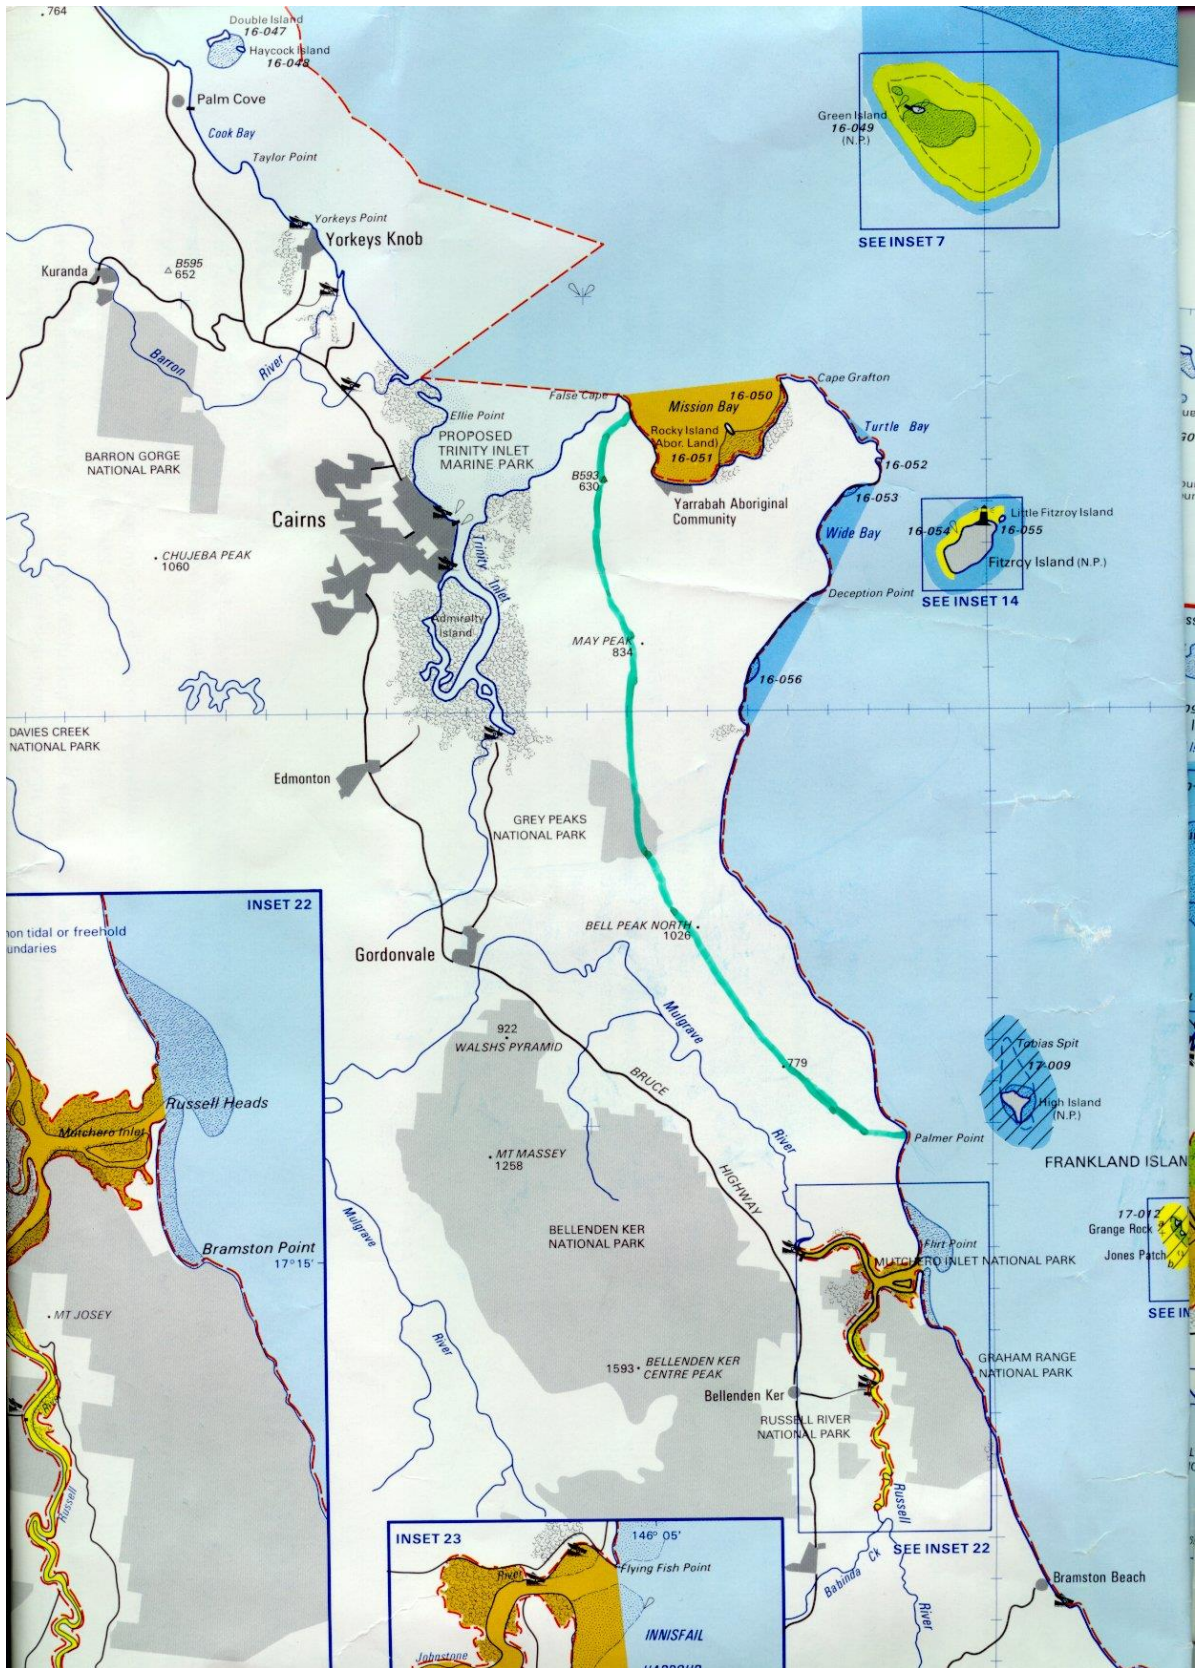 764
Double Island
16-047
Haycock Island
16-048
Palm Cove
Cook Bay
Taylor Point
Green Island
16-049
(N.P.)
SEE INSET 7
Yorkeys Point
Yorkeys Knob
Kuranda
B595
652
Barron
River
Cape Grafton
False Cape
16-050
Mission Bay
Rocky Island
(Abor. Land)
16-051
Turtle Bay
16-052
16-053
Ellie Point
PROPOSED
TRINITY INLET
MARINE PARK
BARRON GORGE
NATIONAL PARK
B593
630
Yarrabah Aboriginal
Community
Cairns
Wide Bay
Little Fitzroy Island
16-054
16-055
Fitzroy Island (N.P.)
SEE INSET 14
CHUJEBA PEAK
1060
Trinity
Inlet
Deception Point
Admiralty
Island
MAY PEAK
834
16-056
DAVIES CREEK
NATIONAL PARK
Edmonton
GREY PEAKS
NATIONAL PARK
INSET 22
non tidal or freehold
undaries
BELL PEAK NORTH
1026
Gordonvale
Mulgrave
922
WALSHS PYRAMID
BRUCE
779
Tobias Spit
17-009
High Island
(N.P.)
Russell Heads
Mutchero Inlet
River
Palmer Point
MT MASSEY
1258
HIGHWAY
FRANKLAND ISLAN
Mulgrave
BELLENDEN KER
NATIONAL PARK
17-012
Grange Rock
Jones Patch
Bramston Point
17°15'
Flirt Point
MUTCHERO INLET NATIONAL PARK
SEE IN
MT JOSEY
River
1593
BELLENDEN KER
CENTRE PEAK
GRAHAM RANGE
NATIONAL PARK
Bellenden Ker
RUSSELL RIVER
NATIONAL PARK
River
Russell
Russell
INSET 23
146° 05'
SEE INSET 22
River
Flying Fish Point
Babinda Ck
River
Bramston Beach
INNISFAIL
HARBOUR
Johnstone